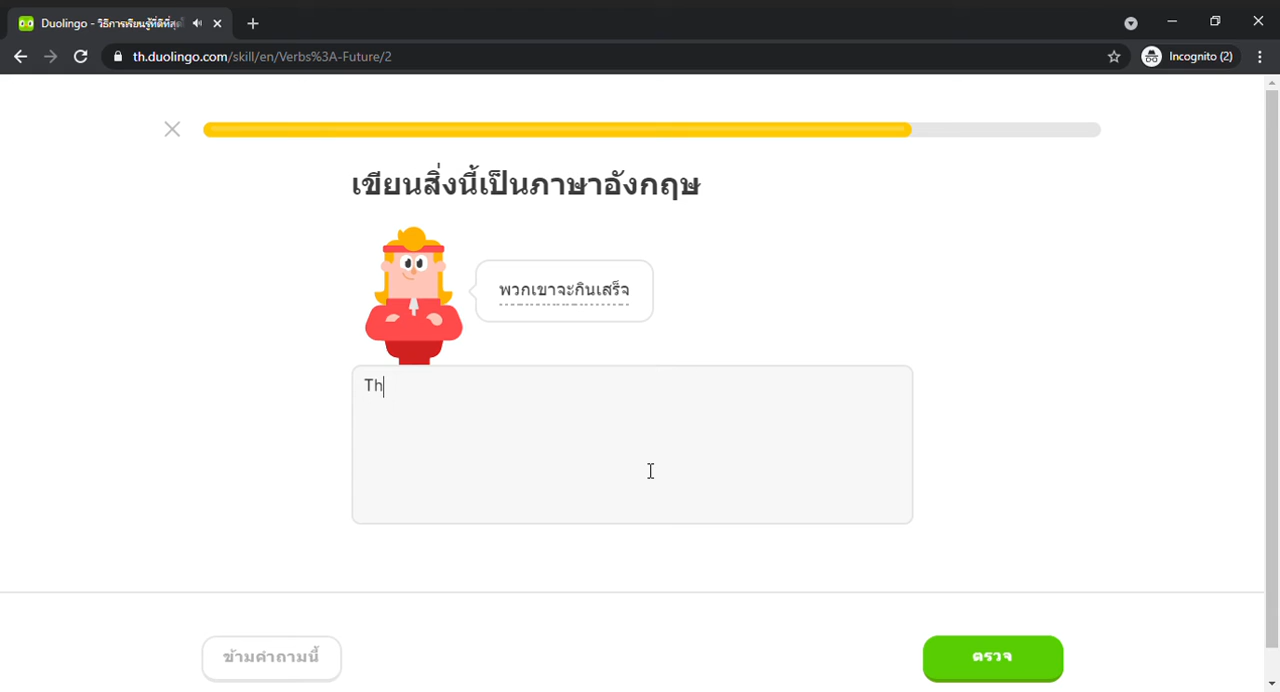 Duolingo - วิธีการเรียนรู้ที่ดีที่สุด
th.duolingo.com/skill/en/Verbs%3A-Future/2
Incognito (2)
เขียนสิ่งนี้เป็นภาษาอังกฤษ
พวกเขาจะกินเสร็จ
Th
ข้ามคำถามนี้
ตรวจ